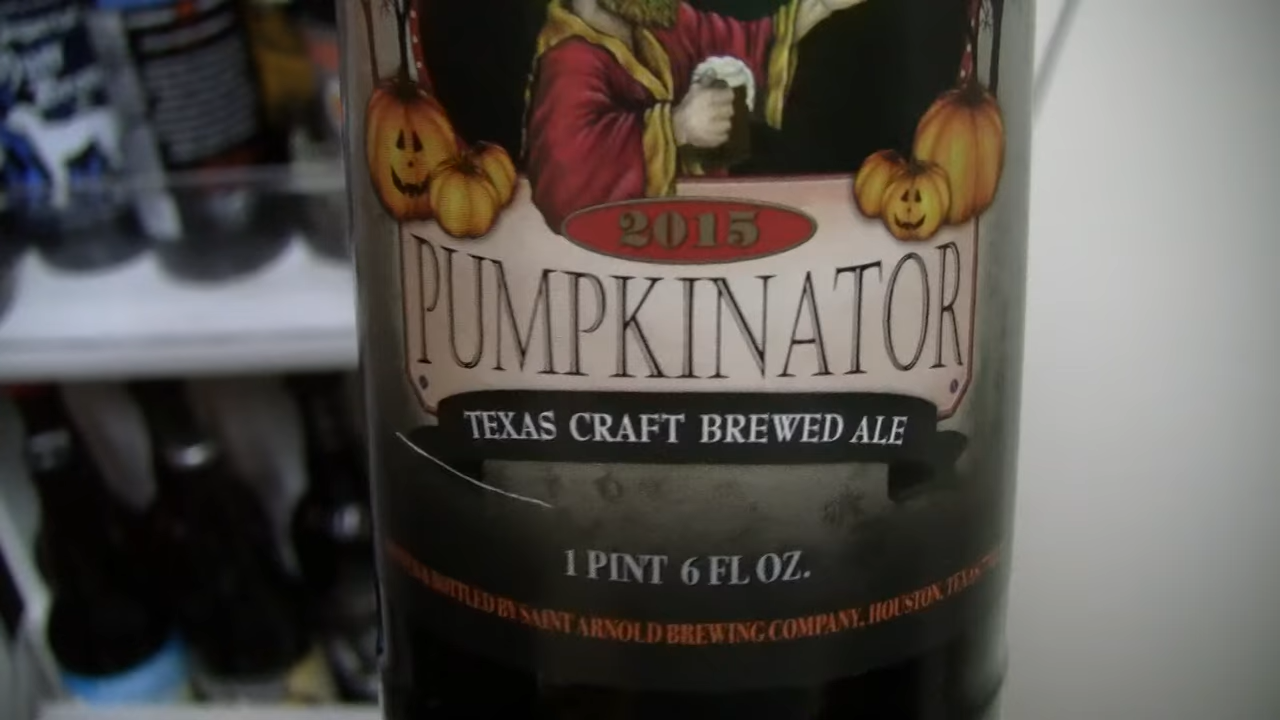 2015
PUMPKINATOR
TEXAS CRAFT BREWED ALE
1 PINT 6 FL OZ.
BOTTLED BY SAINT ARNOLD BREWING COMPANY, HOUSTON, TEXAS